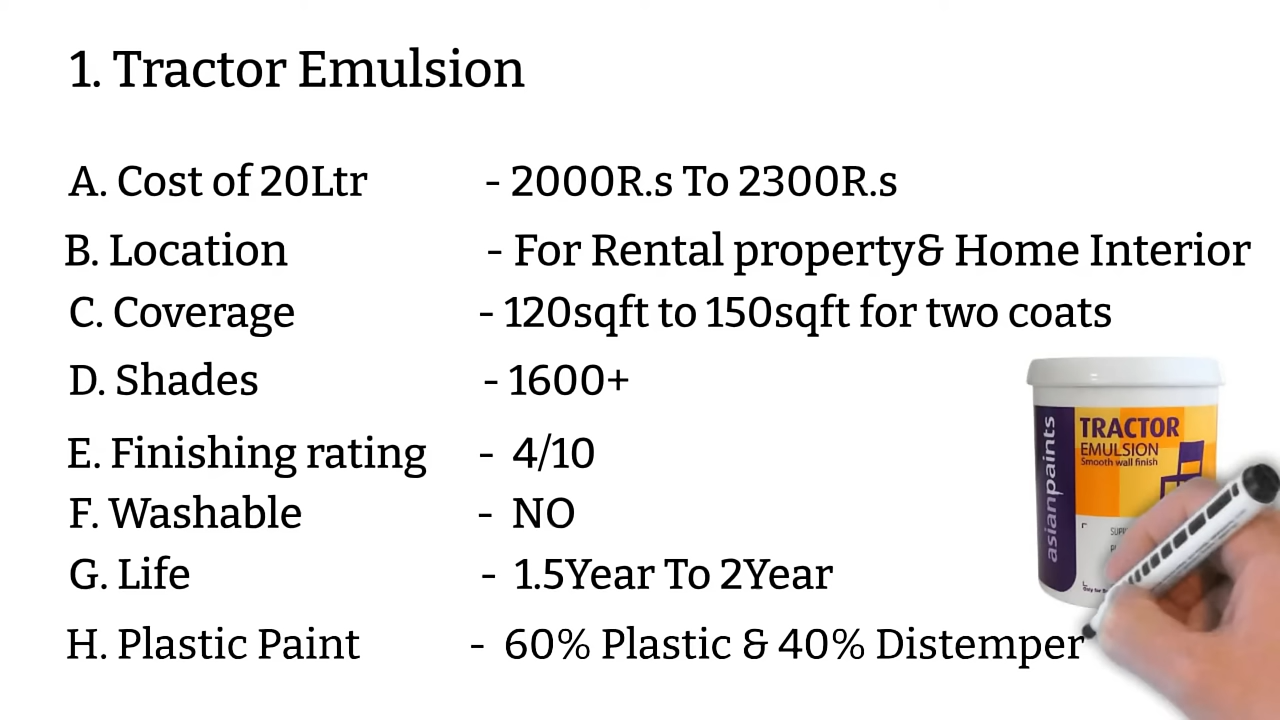 1. Tractor Emulsion
A. Cost of 20Ltr - 2000R.s To 2300R.s
B. Location - For Rental property& Home Interior
C. Coverage - 120sqft to 150sqft for two coats
D. Shades - 1600+
E. Finishing rating - 4/10
F. Washable - NO
G. Life - 1.5Year To 2Year
H. Plastic Paint - 60% Plastic & 40% Distemper
asianpaints
TRACTOR
EMULSION
Smooth wall finish